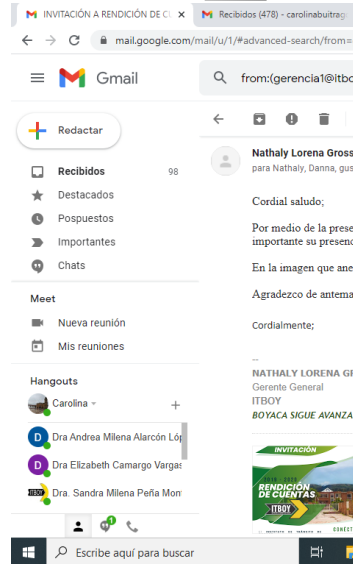 INVITACIÓN A RENDICIÓN DE CU
Recibidos (478) - carolinabuitrag
mail.google.com/mail/u/1/#advanced-search/from=
Gmail
from:(gerencia1@itbo
Redactar
Recibidos 98
Destacados
Pospuestos
Importantes
Chats
Meet
Nueva reunión
Mis reuniones
Hangouts
Carolina
Dra Andrea Milena Alarcón Lóp
Dra Elizabeth Camargo Vargas
Dra. Sandra Milena Peña Mon
Nathaly Lorena Gross
para Nathaly, Danna, gus
Cordial saludo;
Por medio de la prese
importante su presenc
En la imagen que ane
Agradezco de antema
Cordialmente;
--
NATHALY LORENA GR
Gerente General
ITBOY
BOYACA SIGUE AVANZA
INVITACIÓN
RENDICIÓN
DE CUENTAS
ITBOY
CONÉCT
Escribe aquí para buscar